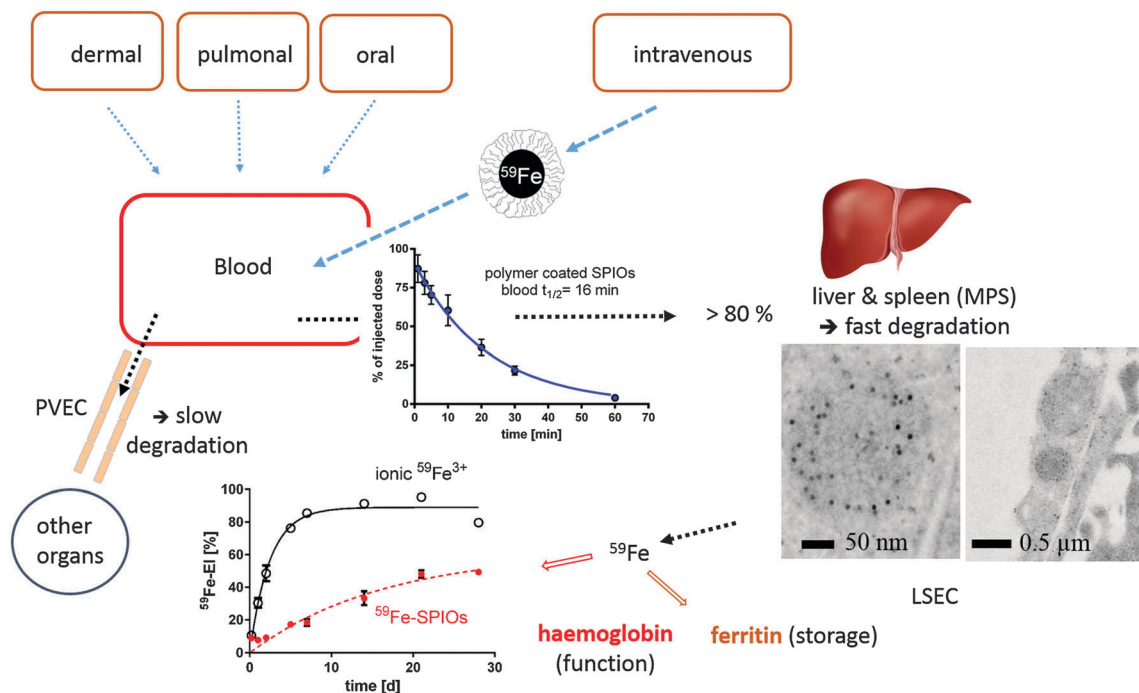 dermal
pulmonal
oral
intravenous
⁵⁹Fe
Blood
% of injected dose
100
75
50
25
0
0 10 20 30 40 50 60 70
time [min]
polymer coated SPIOs
blood t₁/₂= 16 min
> 80 %
liver & spleen (MPS)
➔ fast degradation
PVEC
➔ slow
degradation
other
organs
50 nm
0.5 µm
LSEC
ionic ⁵⁹Fe³⁺
⁵⁹Fe-EI [%]
100
80
60
40
20
0
0 10 20 30
time [d]
⁵⁹Fe-SPIOs
⁵⁹Fe
haemoglobin
(function)
ferritin (storage)